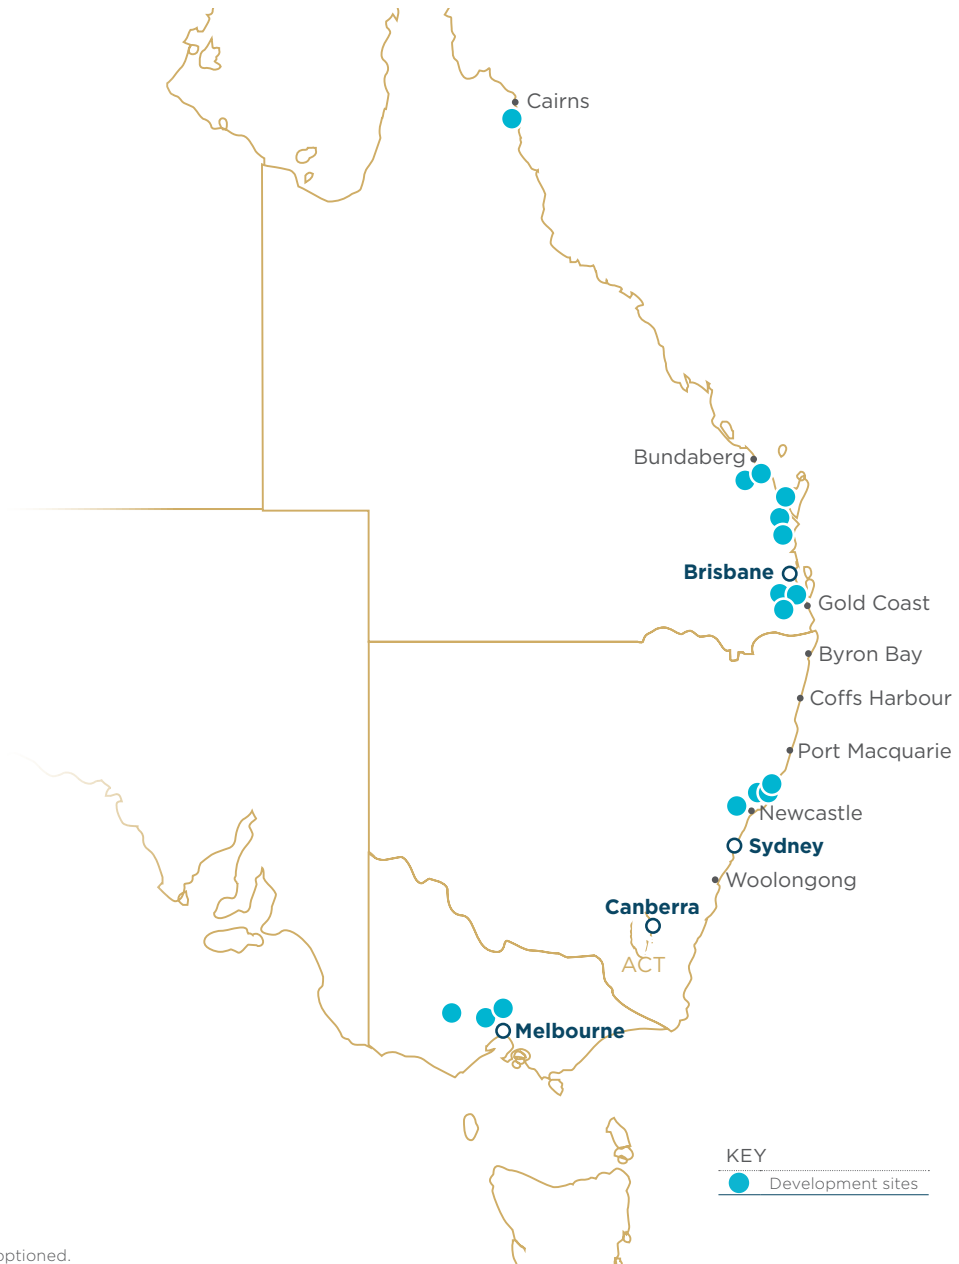 Cairns
Bundaberg
Brisbane
Gold Coast
Byron Bay
Coffs Harbour
Port Macquarie
Newcastle
Sydney
Woolongong
Canberra
ACT
Melbourne
KEY
Development sites
optioned.